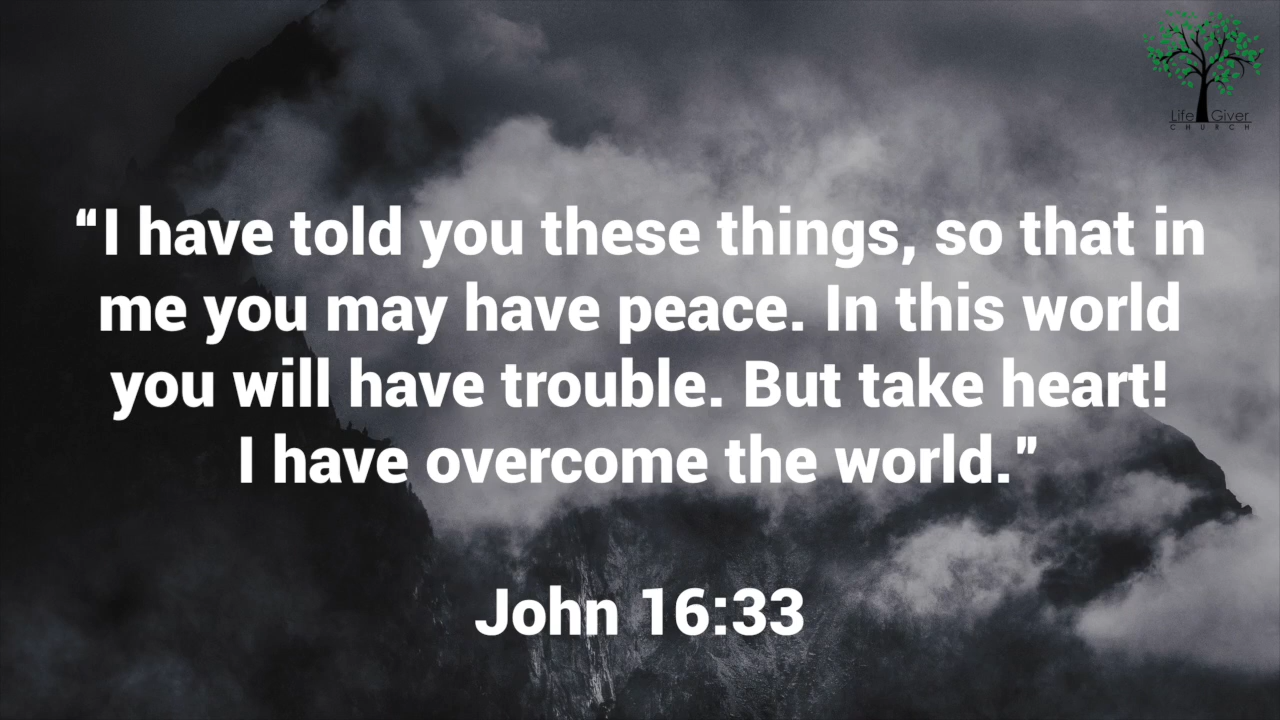 Life Giver
CHURCH
“I have told you these things, so that in
me you may have peace. In this world
you will have trouble. But take heart!
I have overcome the world.”
John 16:33